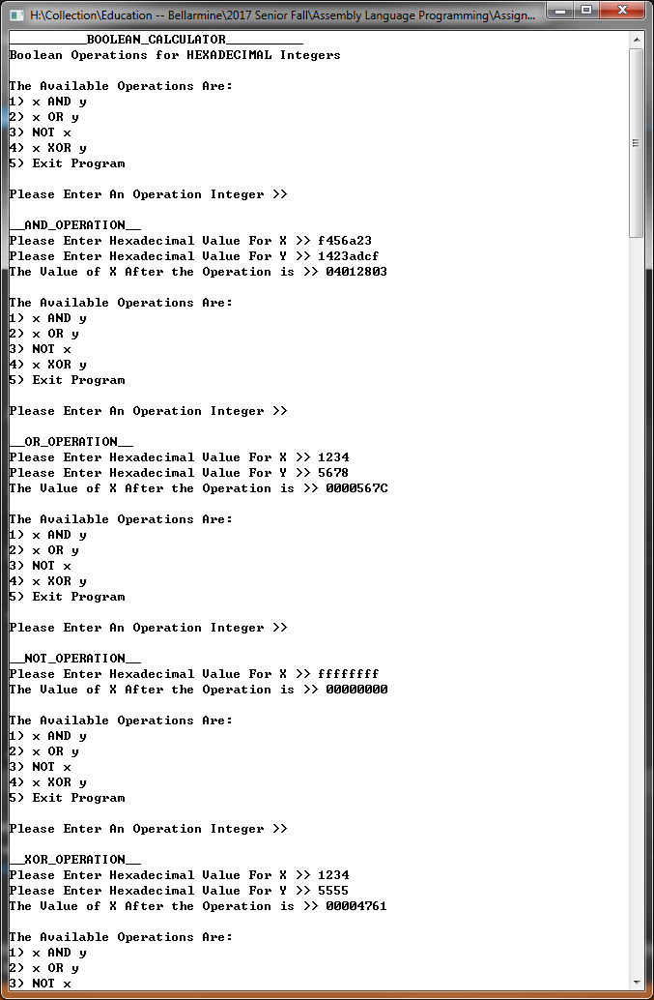 H:\Collection\Education -- Bellarmine\2017 Senior Fall\Assembly Language Programming\Assign...
__________BOOLEAN_CALCULATOR__________
Boolean Operations for HEXADECIMAL Integers
The Available Operations Are:
1) x AND y
2) x OR y
3) NOT x
4) x XOR y
5) Exit Program
Please Enter An Operation Integer >>
__AND_OPERATION__
Please Enter Hexadecimal Value For X >> f456a23
Please Enter Hexadecimal Value For Y >> 1423adcf
The Value of X After the Operation is >> 04012803
The Available Operations Are:
1) x AND y
2) x OR y
3) NOT x
4) x XOR y
5) Exit Program
Please Enter An Operation Integer >>
__OR_OPERATION__
Please Enter Hexadecimal Value For X >> 1234
Please Enter Hexadecimal Value For Y >> 5678
The Value of X After the Operation is >> 0000567C
The Available Operations Are:
1) x AND y
2) x OR y
3) NOT x
4) x XOR y
5) Exit Program
Please Enter An Operation Integer >>
__NOT_OPERATION__
Please Enter Hexadecimal Value For X >> ffffffff
The Value of X After the Operation is >> 00000000
The Available Operations Are:
1) x AND y
2) x OR y
3) NOT x
4) x XOR y
5) Exit Program
Please Enter An Operation Integer >>
__XOR_OPERATION__
Please Enter Hexadecimal Value For X >> 1234
Please Enter Hexadecimal Value For Y >> 5555
The Value of X After the Operation is >> 00004761
The Available Operations Are:
1) x AND y
2) x OR y
3) NOT x